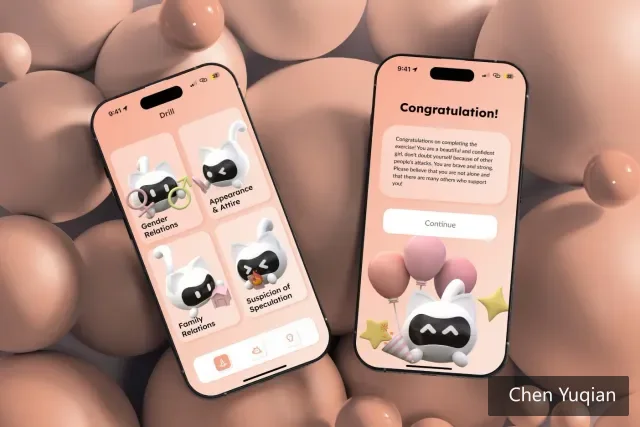 9:41
Drill
Gender
Relations
Appearance
& Attire
Family
Relations
Suspicion of
Speculation
9:41
Congratulation!
Congratulations on completing the
exercise! You are a beautiful and confident
girl, don't doubt yourself because of other
people's attacks. You are brave and strong.
Please believe that you are not alone and
that there are many others who support
you!
Continue
Chen Yuqian